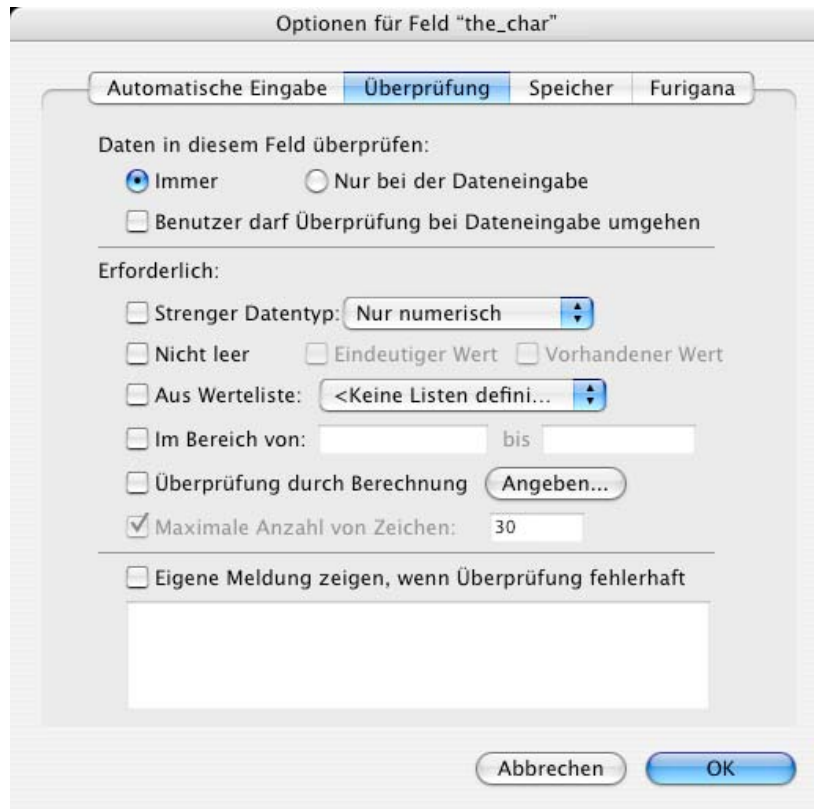 Optionen für Feld “the_char”
Automatische Eingabe Überprüfung Speicher Furigana
Daten in diesem Feld überprüfen:
Immer Nur bei der Dateneingabe
Benutzer darf Überprüfung bei Dateneingabe umgehen
Erforderlich:
Strenger Datentyp: Nur numerisch
Nicht leer Eindeutiger Wert Vorhandener Wert
Aus Werteliste: <Keine Listen defini...
Im Bereich von: bis
Überprüfung durch Berechnung Angeben...
Maximale Anzahl von Zeichen: 30
Eigene Meldung zeigen, wenn Überprüfung fehlerhaft
Abbrechen OK